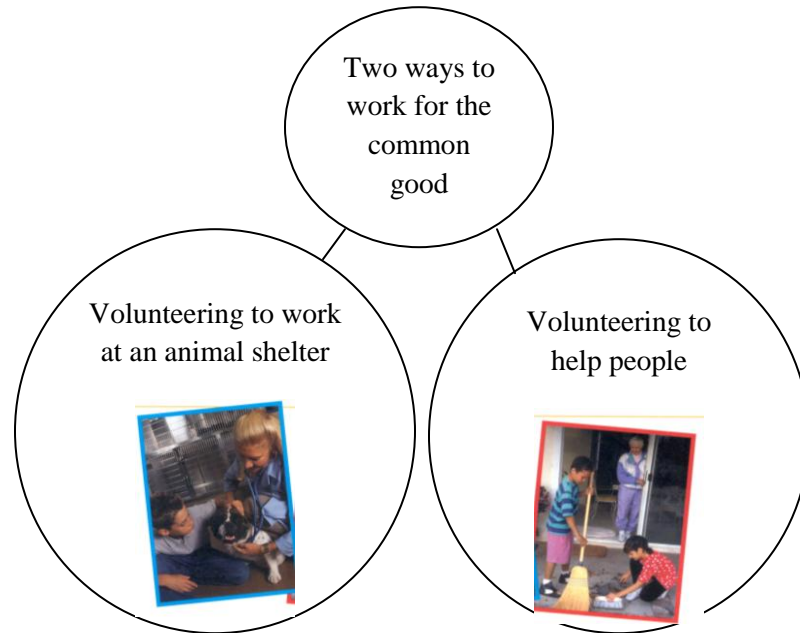 Two ways to
work for the
common
good
Volunteering to work
at an animal shelter
Volunteering to
help people